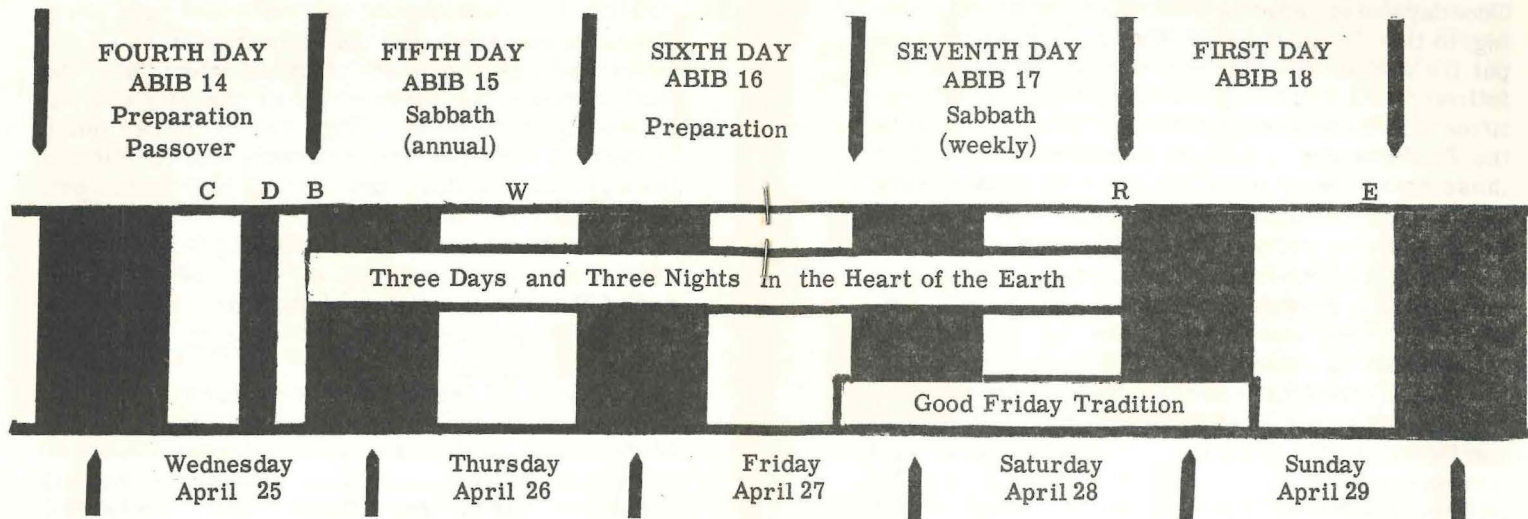 FOURTH DAY
ABIB 14
Preparation
Passover
FIFTH DAY
ABIB 15
Sabbath
(annual)
SIXTH DAY
ABIB 16
Preparation
SEVENTH DAY
ABIB 17
Sabbath
(weekly)
FIRST DAY
ABIB 18
C D B W R E
Three Days and Three Nights in the Heart of the Earth
Good Friday Tradition
Wednesday
April 25
Thursday
April 26
Friday
April 27
Saturday
April 28
Sunday
April 29